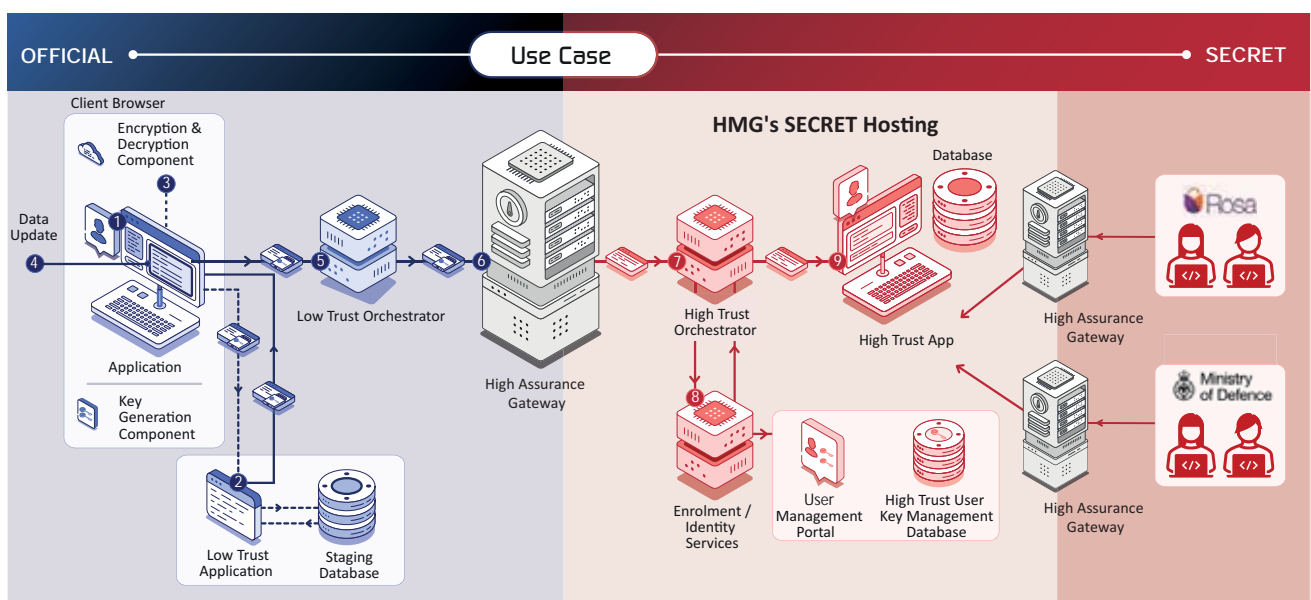 OFFICIAL
Use Case
SECRET
Client Browser
Encryption &
Decryption
Component
3
1
Data
Update
4
Application
Key
Generation
Component
2
Low Trust
Application
Staging
Database
5
Low Trust Orchestrator
6
High Assurance
Gateway
HMG's SECRET Hosting
7
High Trust
Orchestrator
8
Enrolment /
Identity
Services
User
Management
Portal
High Trust User
Key Management
Database
9
High Trust App
Database
High Assurance
Gateway
Rosa
</>
</>
High Assurance
Gateway
Ministry
of Defence
</>
</>